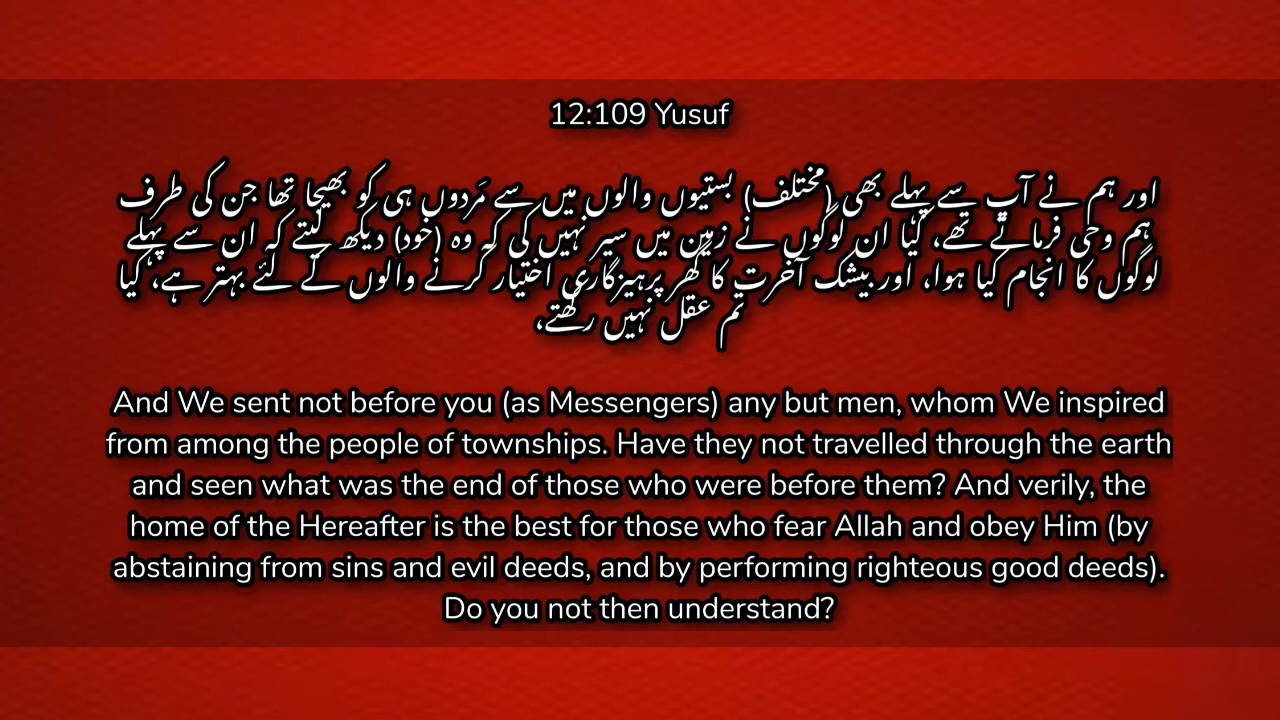 12:109 Yusuf
اور ہم نے آپ سے پہلے بھی (مختلف) بستیوں والوں میں سے مَردوں ہی کو بھیجا تھا جن کی طرف
ہم وحی فرماتے تھے، کیا ان لوگوں نے زمین میں سیر نہیں کی کہ وہ (خود) دیکھ لیتے کہ ان سے پہلے
لوگوں کا انجام کیا ہوا، اور بیشک آخرت کا گھر پرہیزگاری اختیار کرنے والوں کے لئے بہتر ہے، کیا
تم عقل نہیں رکھتے،
And We sent not before you (as Messengers) any but men, whom We inspired
from among the people of townships. Have they not travelled through the earth
and seen what was the end of those who were before them? And verily, the
home of the Hereafter is the best for those who fear Allah and obey Him (by
abstaining from sins and evil deeds, and by performing righteous good deeds).
Do you not then understand?